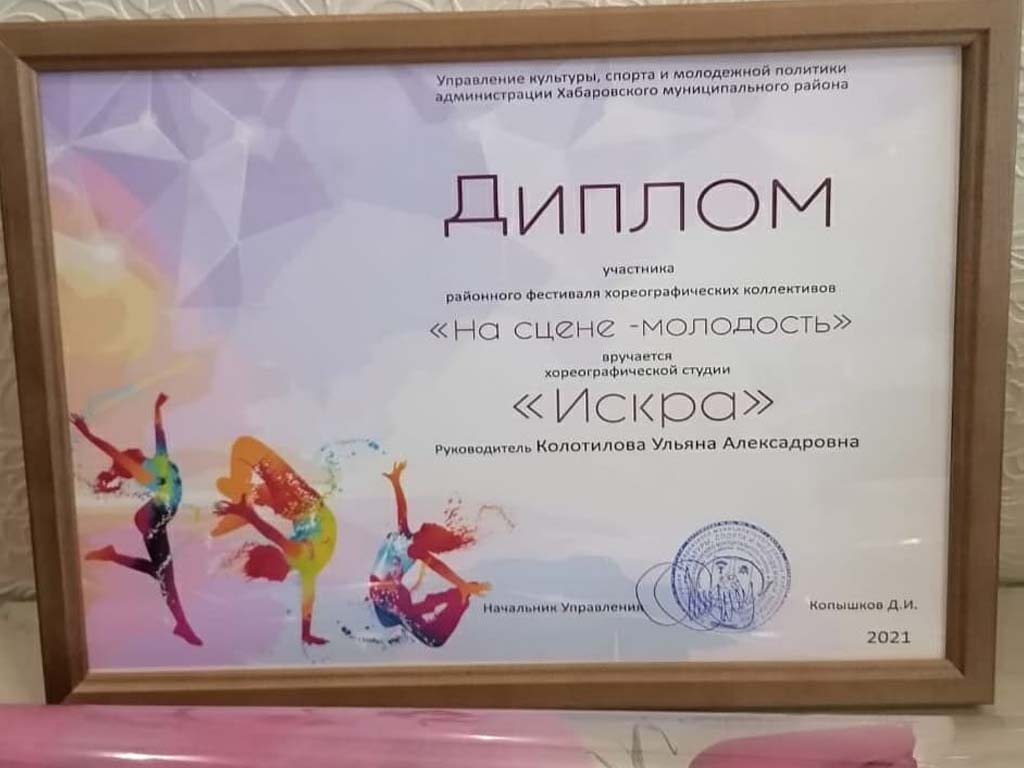 Управление культуры, спорта и молодежной политики
администрации Хабаровского муниципального района
Диплом
участника
районного фестиваля хореографических коллективов
«На сцене -молодость»
вручается
хореографической студии
«Искра»
Руководитель Колотилова Ульяна Алексадровна
Начальник Управления
Копышков Д.И.
2021